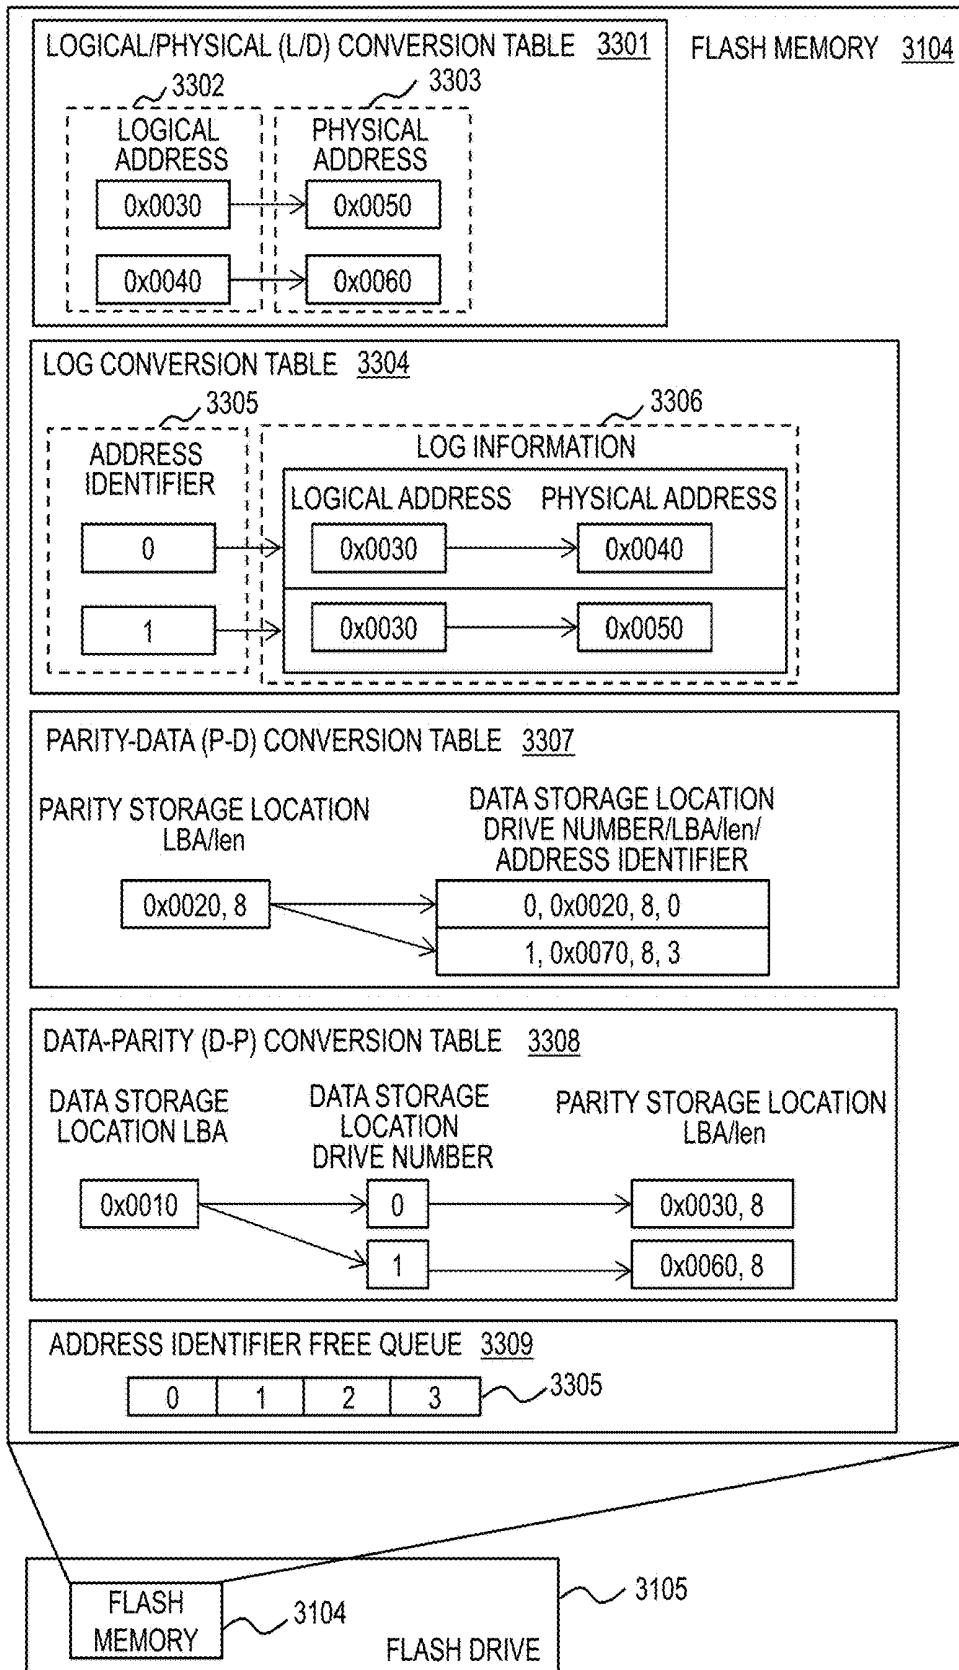 LOGICAL/PHYSICAL (L/D) CONVERSION TABLE 3301
FLASH MEMORY 3104
3302
3303
LOGICAL
ADDRESS
PHYSICAL
ADDRESS
0x0030
0x0050
0x0040
0x0060
LOG CONVERSION TABLE 3304
3305
3306
ADDRESS
IDENTIFIER
LOG INFORMATION
LOGICAL ADDRESS
PHYSICAL ADDRESS
0
0x0030
0x0040
1
0x0030
0x0050
PARITY-DATA (P-D) CONVERSION TABLE 3307
PARITY STORAGE LOCATION
LBA/len
DATA STORAGE LOCATION
DRIVE NUMBER/LBA/len/
ADDRESS IDENTIFIER
0x0020, 8
0, 0x0020, 8, 0
1, 0x0070, 8, 3
DATA-PARITY (D-P) CONVERSION TABLE 3308
DATA STORAGE
LOCATION LBA
DATA STORAGE
LOCATION
DRIVE NUMBER
PARITY STORAGE LOCATION
LBA/len
0x0010
0
0x0030, 8
1
0x0060, 8
ADDRESS IDENTIFIER FREE QUEUE 3309
0 1 2 3
3305
FLASH
MEMORY
3104
FLASH DRIVE
3105